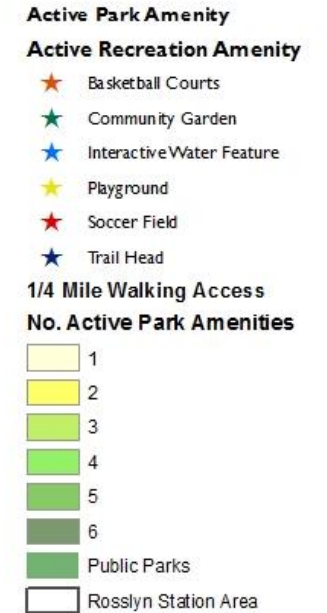 Active Park Amenity
Active Recreation Amenity
Basketball Courts
Community Garden
Interactive Water Feature
Playground
Soccer Field
Trail Head
1/4 Mile Walking Access
No. Active Park Amenities
1
2
3
4
5
6
Public Parks
Rosslyn Station Area